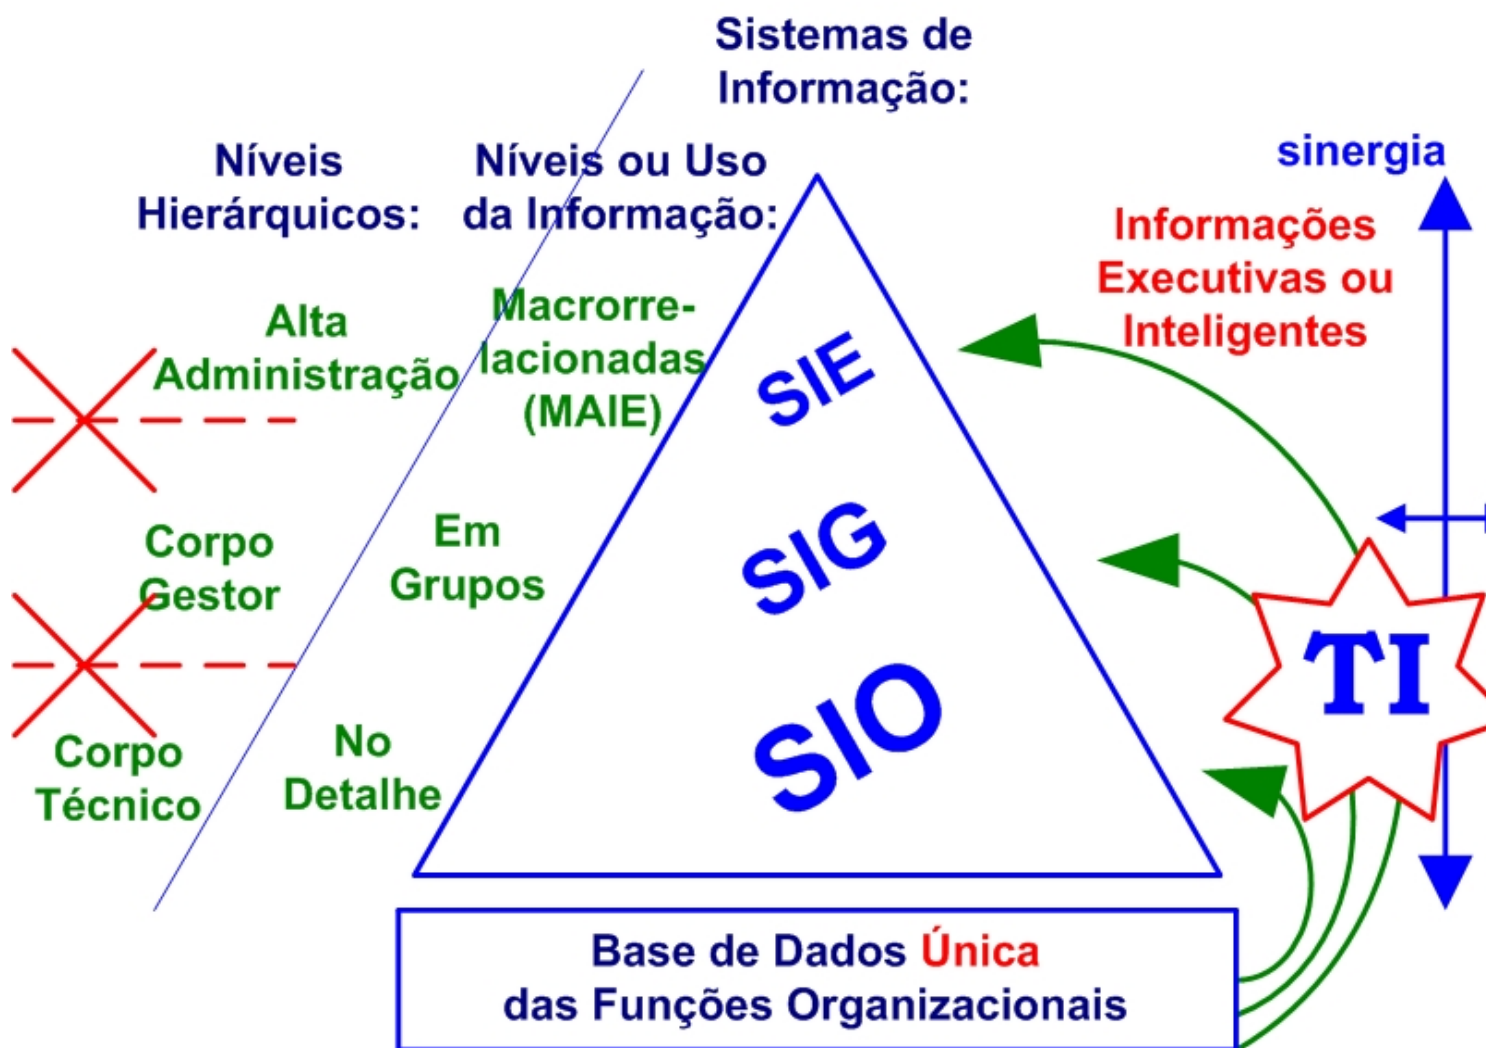 Sistemas de
Informação:
Níveis
Hierárquicos:
Níveis ou Uso
da Informação:
sinergia
Informações
Executivas ou
Inteligentes
Alta
Administração
Macrorre-
lacionadas
(MAIE)
SIE
Corpo
Gestor
Em
Grupos
SIG
TI
Corpo
Técnico
No
Detalhe
SIO
Base de Dados Única
das Funções Organizacionais